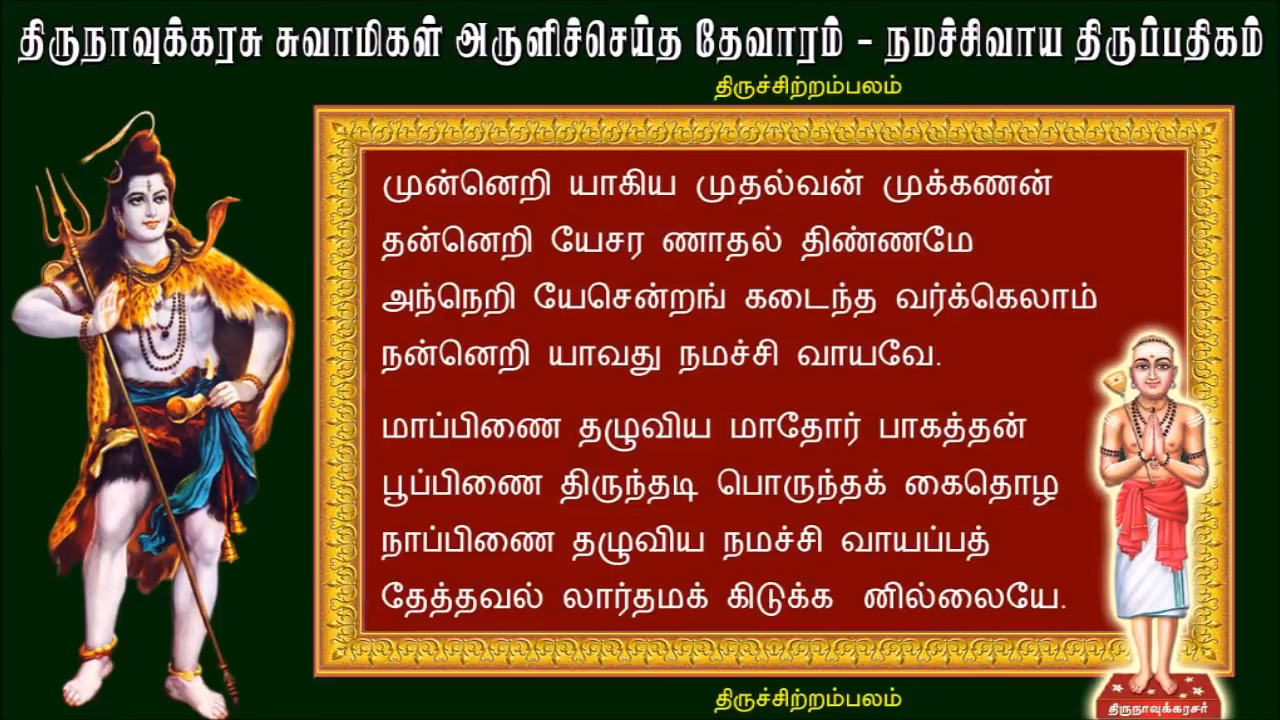 திருநாவுக்கரசு சுவாமிகள் அருளிச்செய்த தேவாரம் – நமச்சிவாய திருப்பதிகம்
திருச்சிற்றம்பலம்
முன்னெறி யாகிய முதல்வன் முக்கணன்
தன்னெறி யேசர ணாதல் திண்ணமே
அந்நெறி யேசென்றங் கடைந்த வர்க்கெலாம்
நன்னெறி யாவது நமச்சி வாயவே.
மாப்பிணை தழுவிய மாதோர் பாகத்தன்
பூப்பிணை திருந்தடி பொருந்தக் கைதொழ
நாப்பிணை தழுவிய நமச்சி வாயப்பத்
தேத்தவல் லார்தமக் கிடுக்க ணில்லையே.
திருச்சிற்றம்பலம்
திருநாவுக்கரசர்